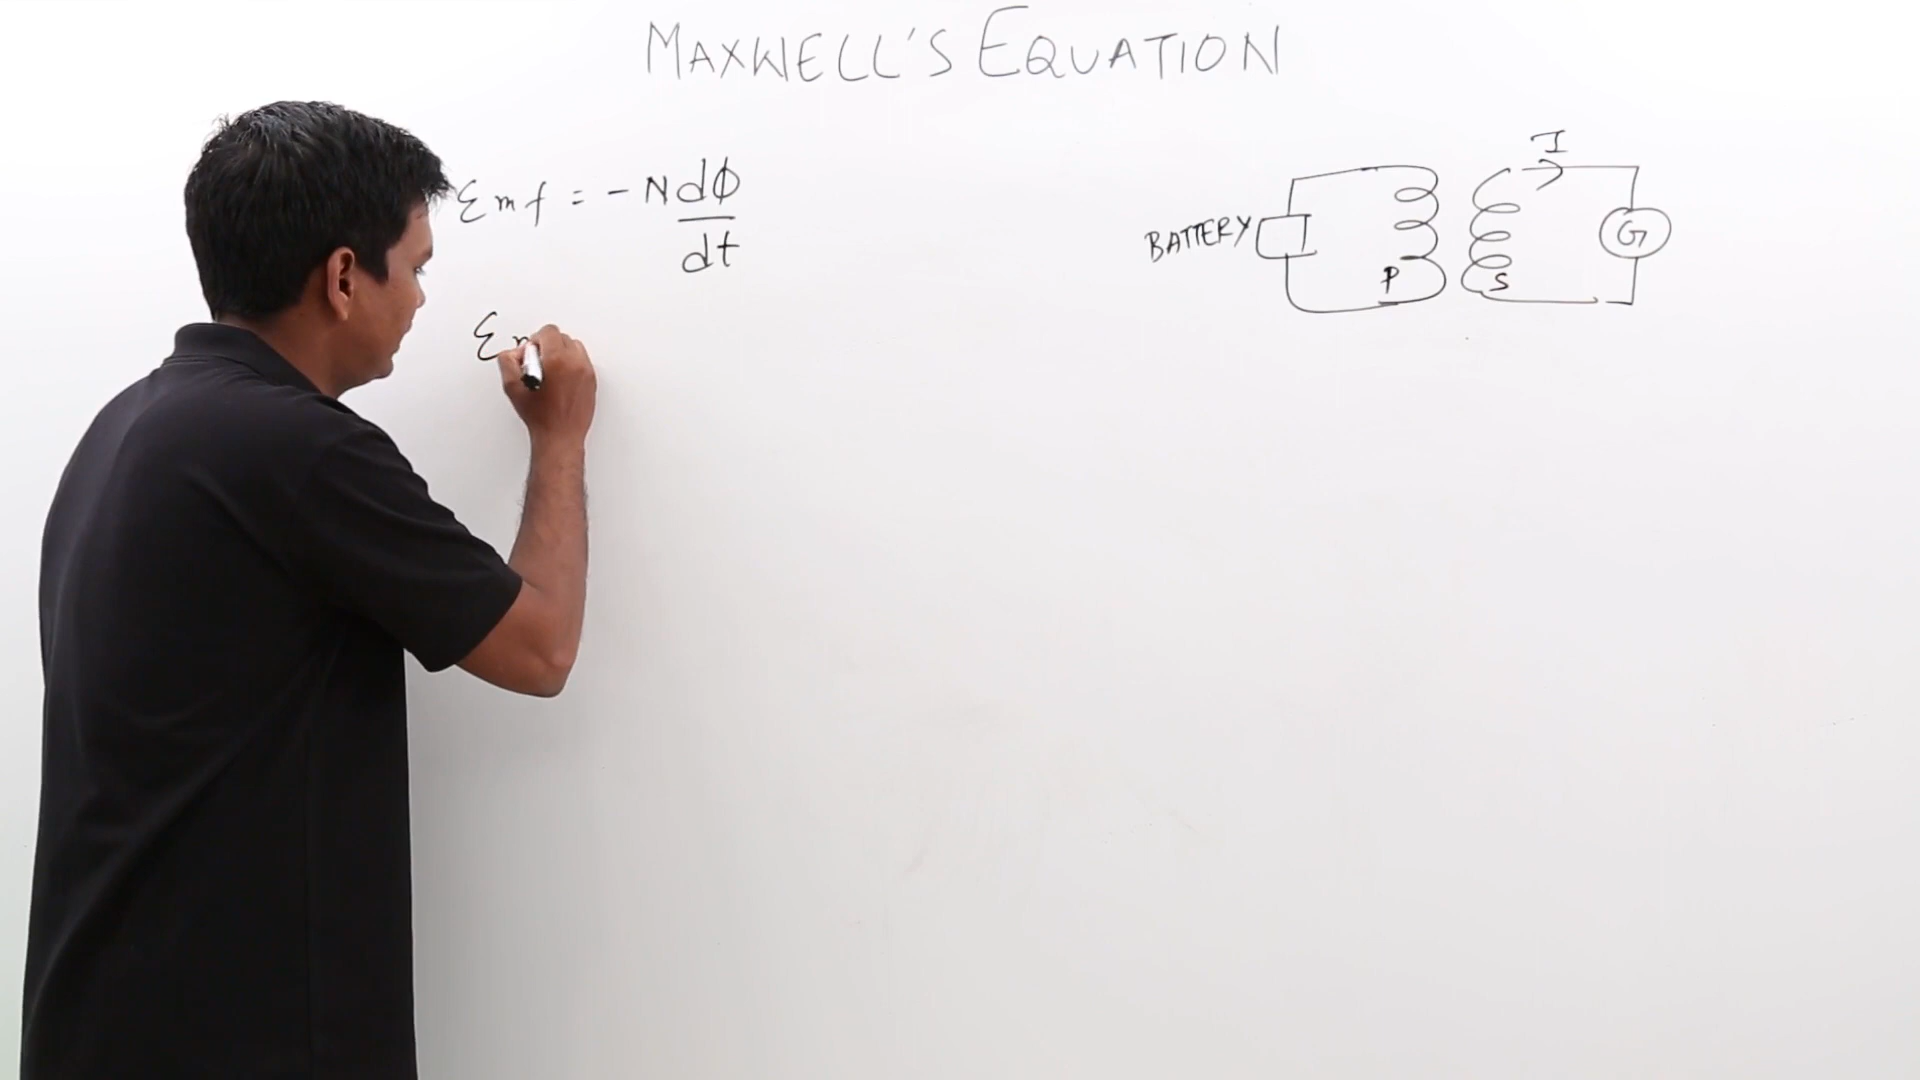 MAXWELL'S EQUATION
Emf = -N dϕ
dt
Em
BATTERY
P
S
I
G